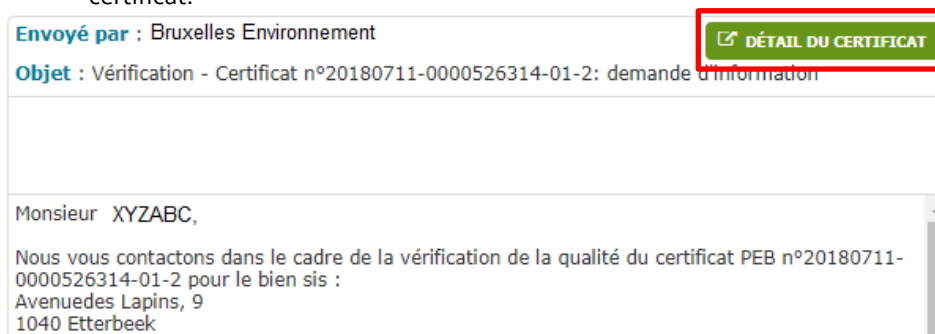 certificat.
Envoyé par : Bruxelles Environnement
DÉTAIL DU CERTIFICAT
Objet : Vérification - Certificat n°20180711-0000526314-01-2: demande d'information
Monsieur XYZABC,
Nous vous contactons dans le cadre de la vérification de la qualité du certificat PEB n°20180711-
0000526314-01-2 pour le bien sis :
Avenuedes Lapins, 9
1040 Etterbeek